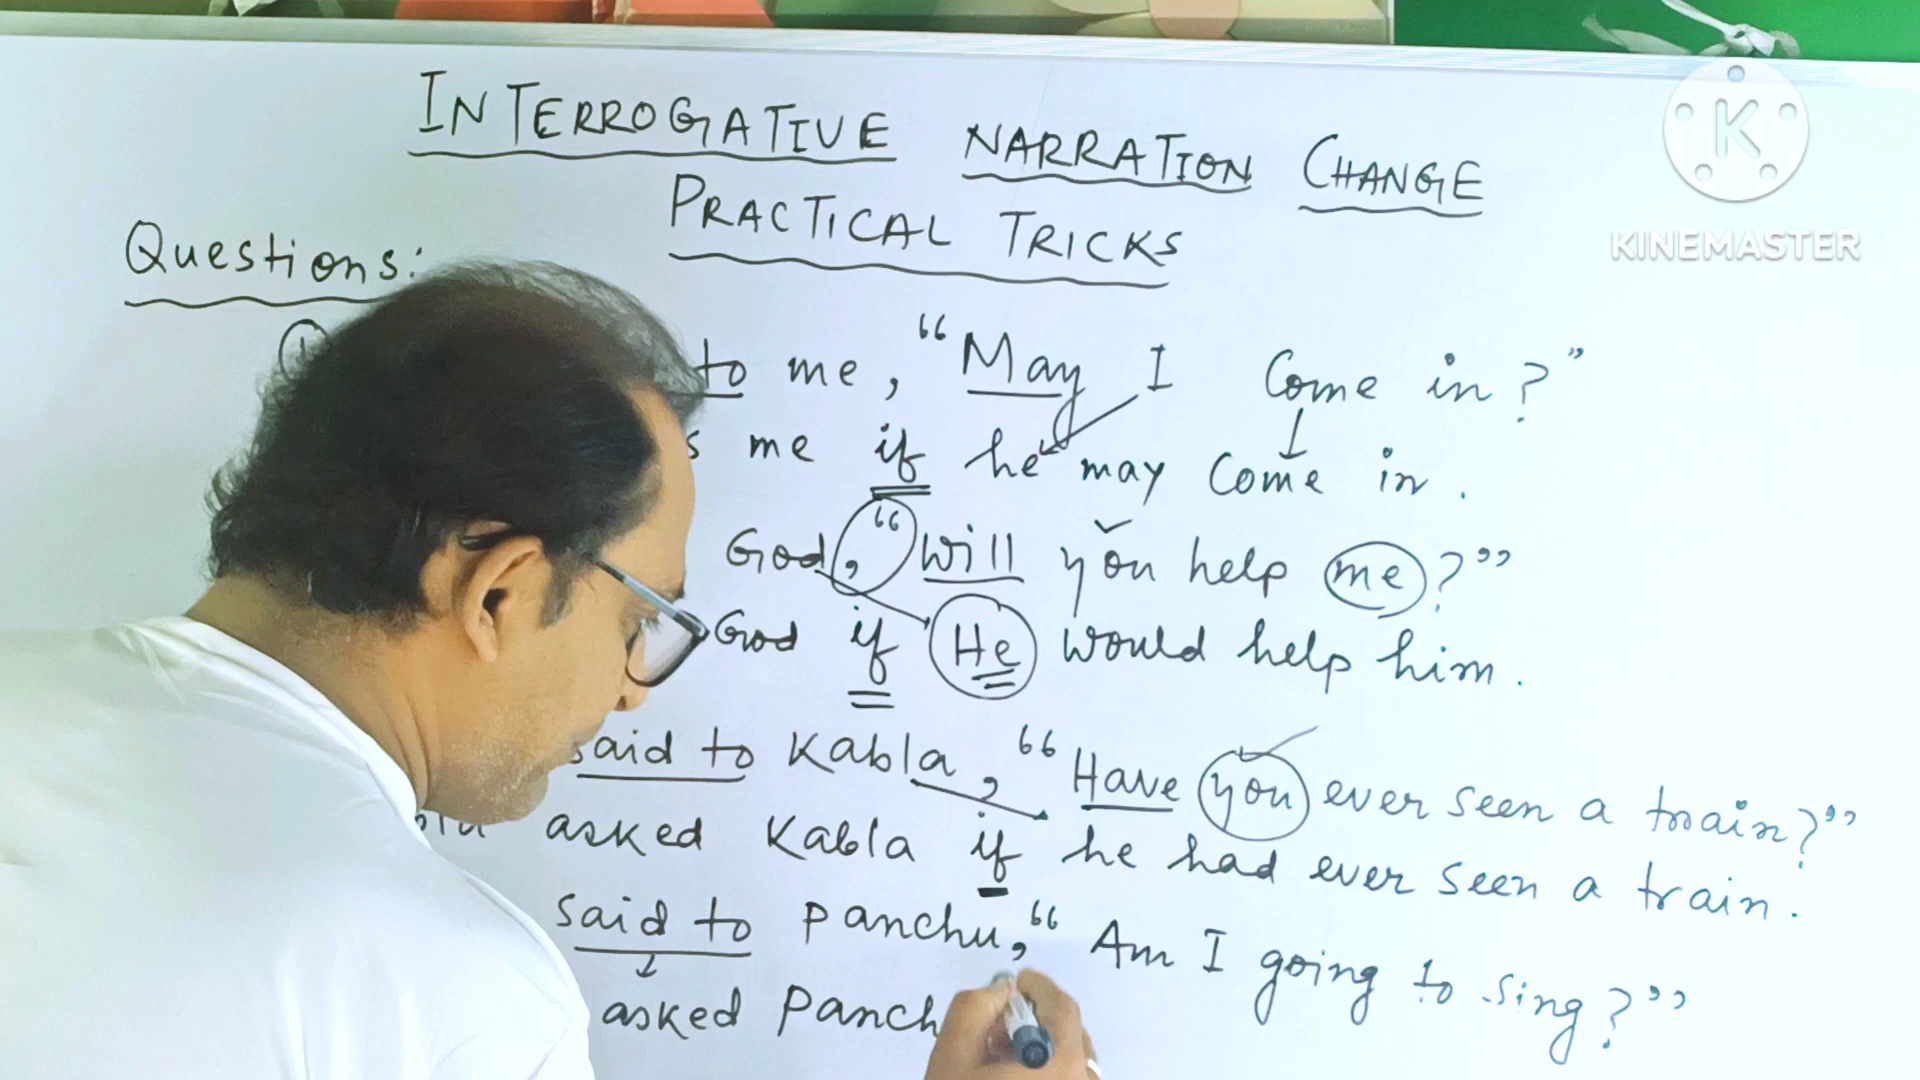 INTERROGATIVE NARRATION CHANGE
PRACTICAL TRICKS
K
KINEMASTER
Questions:
to me, "May I Come in?"
me if he may Come in.
God, "Will you help me?"
God if He would help him.
said to Kabla, "Have you ever seen a train?"
asked Kabla if he had ever seen a train.
said to Panchu, "Am I going to sing?"
asked Panch